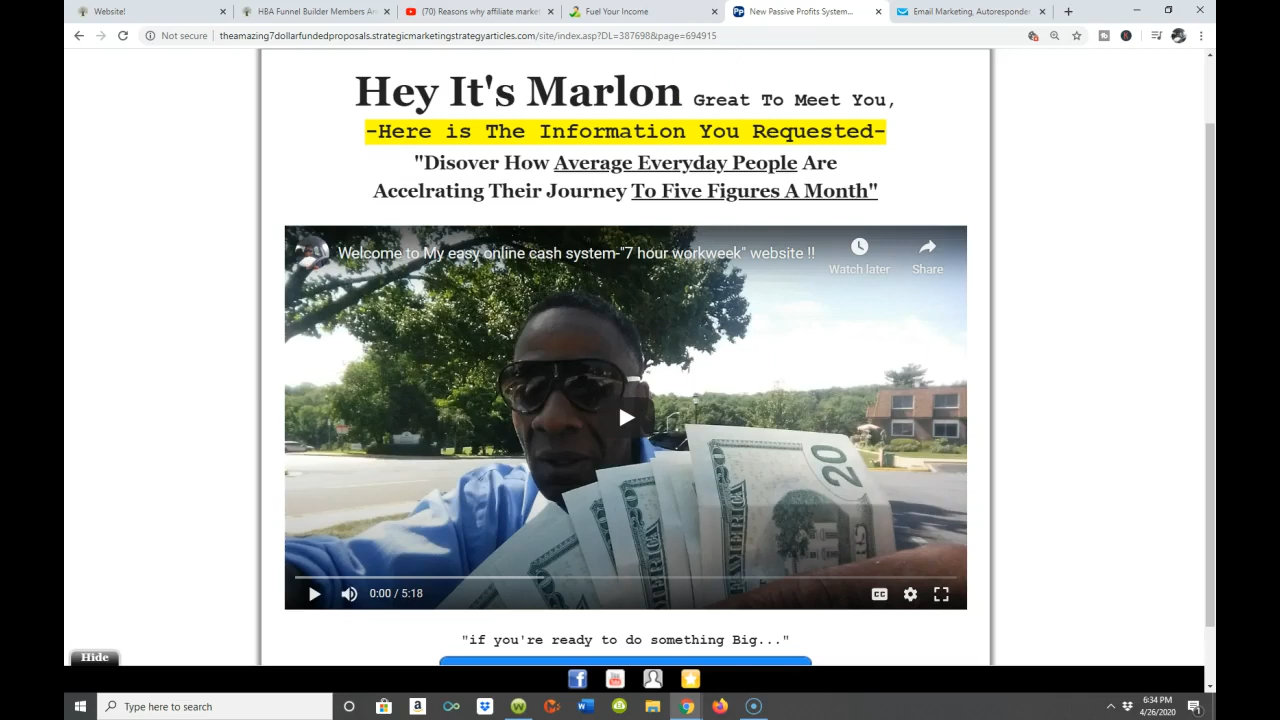 Website!
HBA Funnel Builder Members Ar
(70) Reasons why affiliate market
Fuel Your Income
New Passive Profits System...
Email Marketing, Autoresponder
Not secure
theamazing7dollarfundedproposals.strategicmarketingstrategyarticles.com/site/index.asp?DL=387698&page=694915
Hey It's Marlon Great To Meet You,
-Here is The Information You Requested-
"Discover How Average Everyday People Are
Accelrating Their Journey To Five Figures A Month"
Welcome to My easy online cash system-"7 hour workweek" website !!
Watch later
Share
20
AMERICA
0:00 / 5:18
CC
"if you're ready to do something Big..."
Hide
Type here to search
6:34 PM
4/26/2020